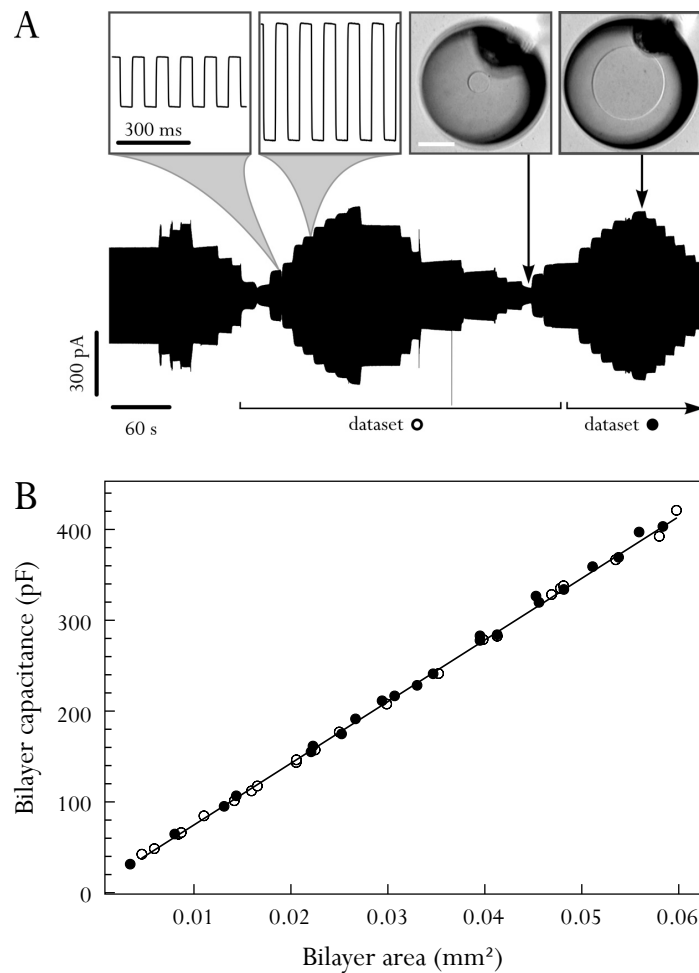 A
300 ms
300 pA
60 s
dataset
dataset
B
Bilayer capacitance (pF)
400
300
200
100
0
0.01 0.02 0.03 0.04 0.05 0.06
Bilayer area (mm²)